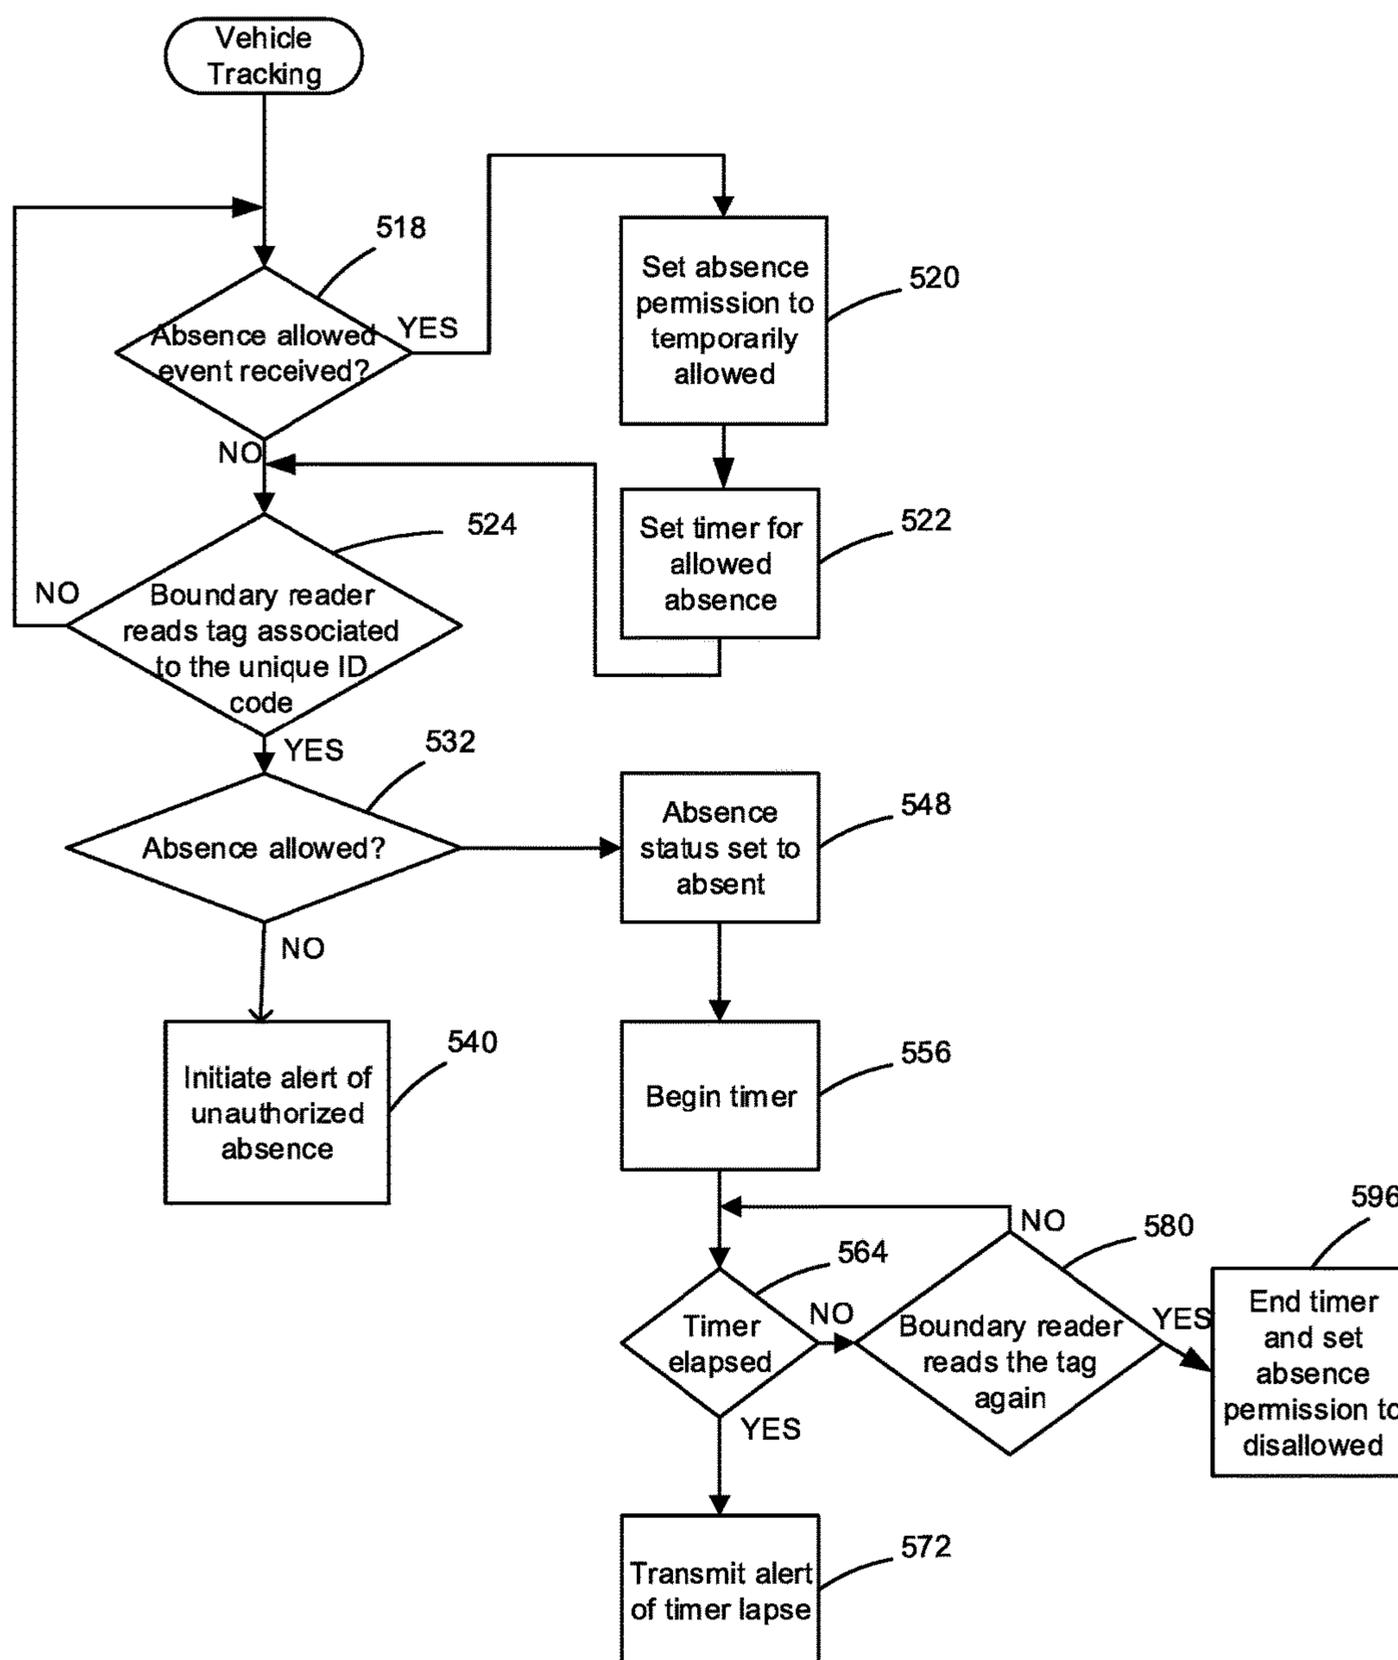 Vehicle
Tracking
518
Absence allowed
event received?
YES
NO
Set absence
permission to
temporarily
allowed
520
Set timer for
allowed
absence
522
524
Boundary reader
reads tag associated
to the unique ID
code
NO
YES
532
Absence allowed?
NO
Absence
status set to
absent
548
Initiate alert of
unauthorized
absence
540
Begin timer
556
564
Timer
elapsed
NO
YES
580
Boundary reader
reads the tag
again
NO
YES
596
End timer
and set
absence
permission to
disallowed
Transmit alert
of timer lapse
572